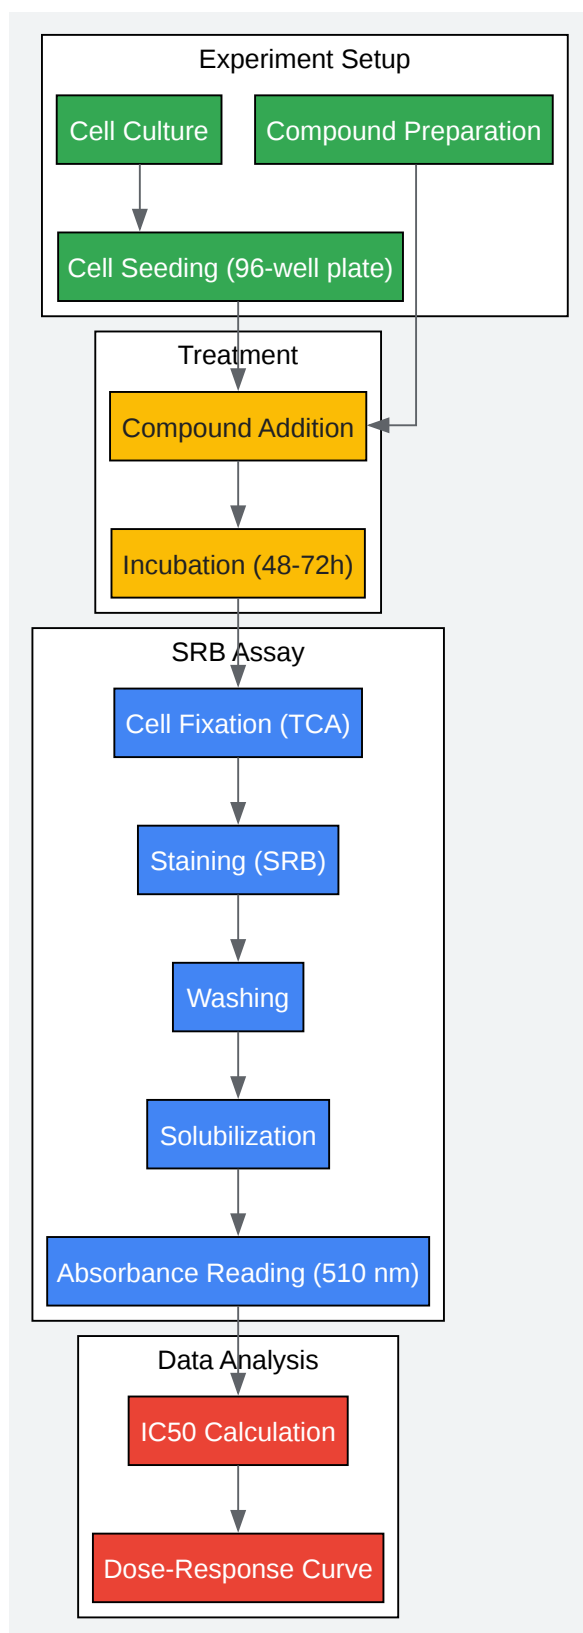 Experiment Setup
Cell Culture
Compound Preparation
Cell Seeding (96-well plate)
Treatment
Compound Addition
Incubation (48-72h)
SRB Assay
Cell Fixation (TCA)
Staining (SRB)
Washing
Solubilization
Absorbance Reading (510 nm)
Data Analysis
IC50 Calculation
Dose-Response Curve